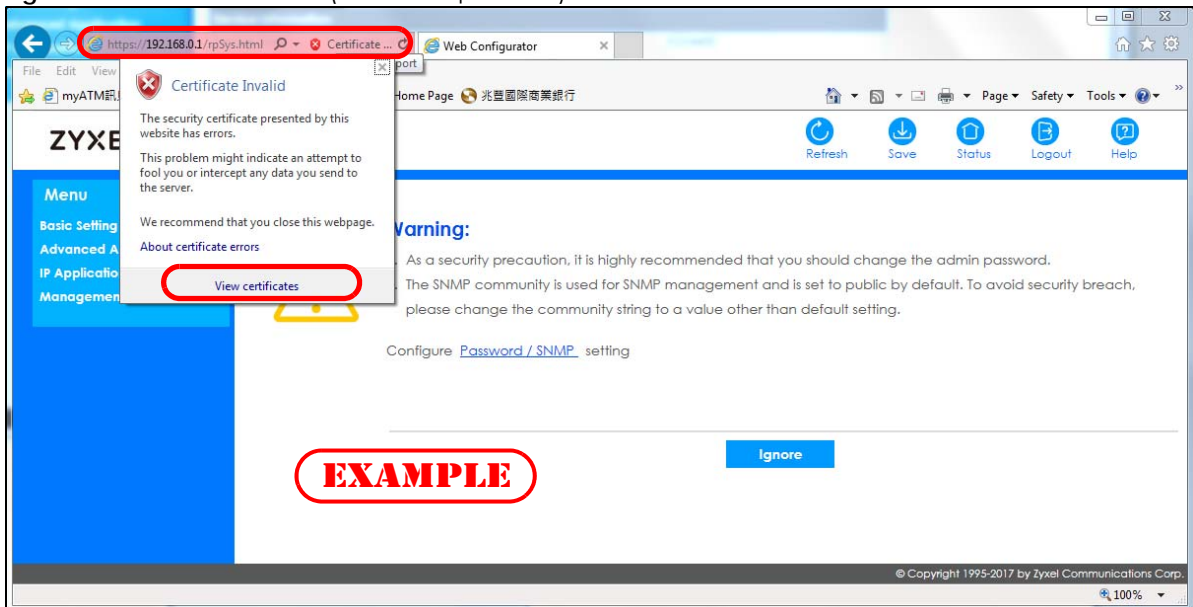 https://192.168.0.1/rpSys.html Certificate ... Web Configurator
File Edit View port
myATM訊 Home Page 兆豐國際商業銀行 Page Safety Tools
Certificate Invalid
The security certificate presented by this
website has errors.
This problem might indicate an attempt to
fool you or intercept any data you send to
the server.
We recommend that you close this webpage.
About certificate errors
View certificates
ZYXE
Refresh Save Status Logout Help
Menu
Basic Setting
Advanced A
IP Applicatio
Managemen
Warning:
As a security precaution, it is highly recommended that you should change the admin password.
The SNMP community is used for SNMP management and is set to public by default. To avoid security breach,
please change the community string to a value other than default setting.
Configure Password / SNMP setting
Ignore
EXAMPLE
© Copyright 1995-2017 by Zyxel Communications Corp.
100%